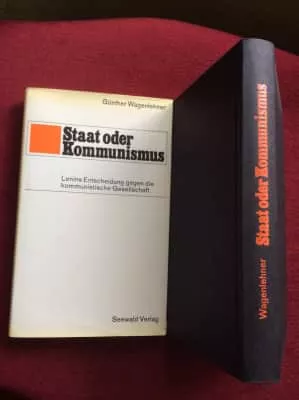 Günther Wagenlehner
Staat oder
Kommunismus
Lenins Entscheidung gegen die
kommunistische Gesellschaft
Seewald Verlag
Wagenlehner Staat oder Kommunismus